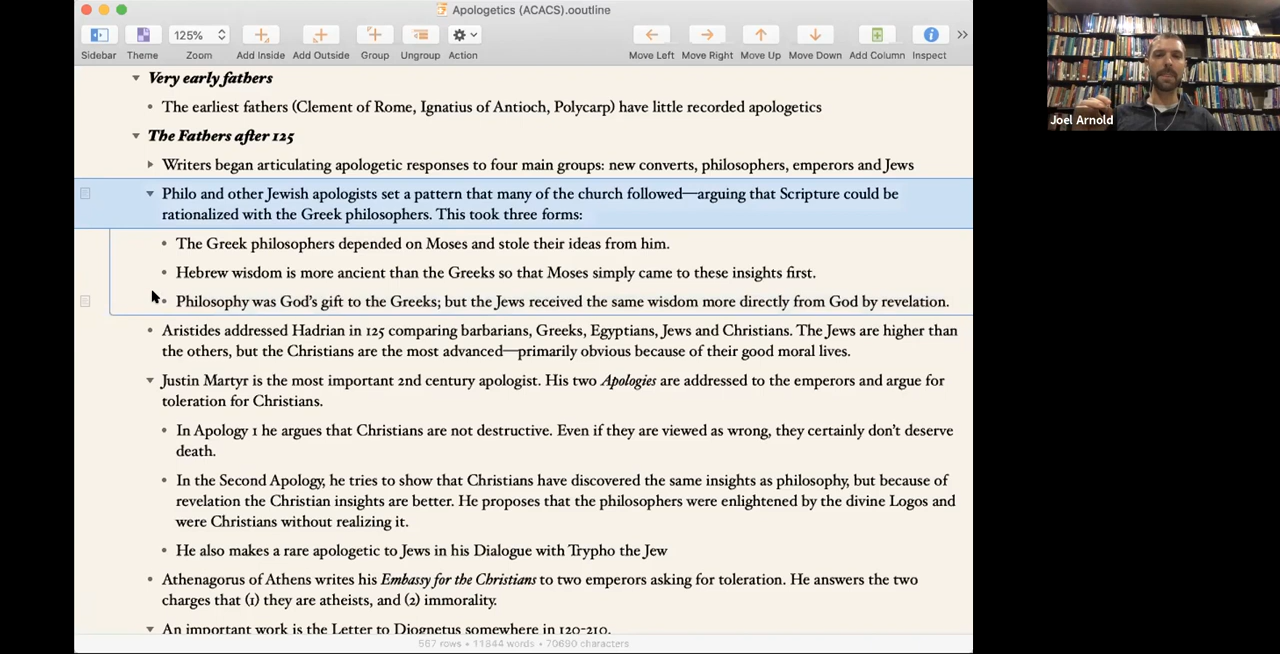 Apologetics (ACACS).ooutline
125%
Sidebar Theme Zoom Add Inside Add Outside Group Ungroup Action Move Left Move Right Move Up Move Down Add Column Inspect
Very early fathers
The earliest fathers (Clement of Rome, Ignatius of Antioch, Polycarp) have little recorded apologetics
The Fathers after 125
Writers began articulating apologetic responses to four main groups: new converts, philosophers, emperors and Jews
Philo and other Jewish apologists set a pattern that many of the church followed—arguing that Scripture could be
rationalized with the Greek philosophers. This took three forms:
The Greek philosophers depended on Moses and stole their ideas from him.
Hebrew wisdom is more ancient than the Greeks so that Moses simply came to these insights first.
Philosophy was God's gift to the Greeks; but the Jews received the same wisdom more directly from God by revelation.
Aristides addressed Hadrian in 125 comparing barbarians, Greeks, Egyptians, Jews and Christians. The Jews are higher than
the others, but the Christians are the most advanced—primarily obvious because of their good moral lives.
Justin Martyr is the most important 2nd century apologist. His two Apologies are addressed to the emperors and argue for
toleration for Christians.
In Apology 1 he argues that Christians are not destructive. Even if they are viewed as wrong, they certainly don't deserve
death.
In the Second Apology, he tries to show that Christians have discovered the same insights as philosophy, but because of
revelation the Christian insights are better. He proposes that the philosophers were enlightened by the divine Logos and
were Christians without realizing it.
He also makes a rare apologetic to Jews in his Dialogue with Trypho the Jew
Athenagorus of Athens writes his Embassy for the Christians to two emperors asking for toleration. He answers the two
charges that (1) they are atheists, and (2) immorality.
An important work is the Letter to Diognetus somewhere in 120-210.
567 rows • 11844 words • 70690 characters
Joel Arnold